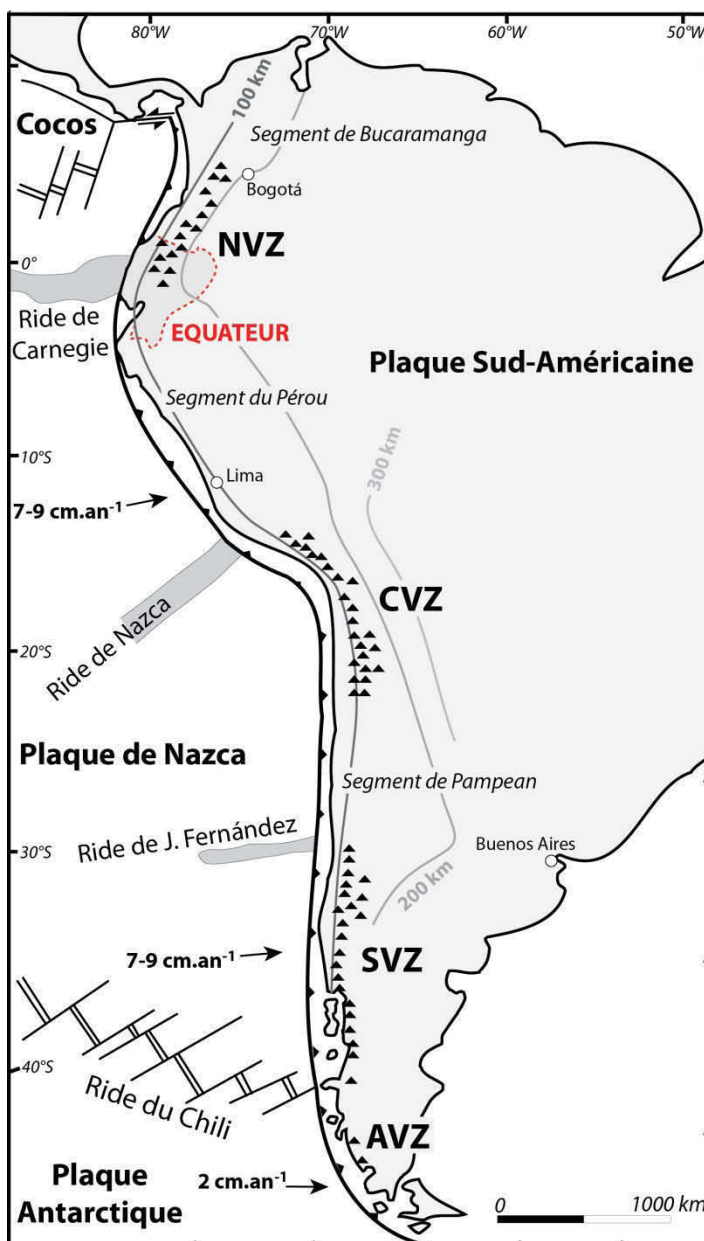 80°W
70°W
60°W
50°W
Cocos
100 km
Segment de Bucaramanga
Bogotá
NVZ
0°
Ride de
Carnegie
EQUATEUR
Plaque Sud-Américaine
Segment du Pérou
300 km
10°S
Lima
7-9 cm.an⁻¹
CVZ
Ride de Nazca
20°S
Plaque de Nazca
Segment de Pampean
Ride de J. Fernández
Buenos Aires
30°S
200 km
7-9 cm.an⁻¹
SVZ
40°S
Ride du Chili
AVZ
Plaque
Antarctique
2 cm.an⁻¹
0 1000 km